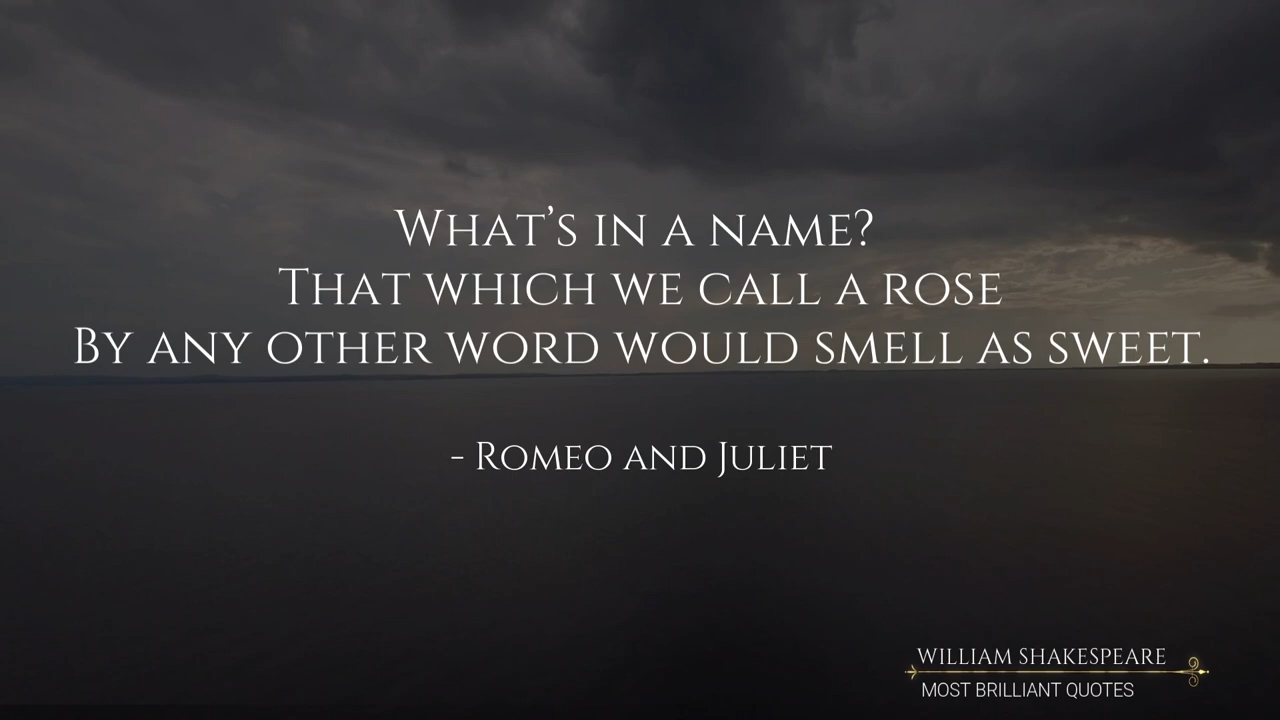 What's in a name?
That which we call a rose
By any other word would smell as sweet.
- Romeo and Juliet
WILLIAM SHAKESPEARE
MOST BRILLIANT QUOTES